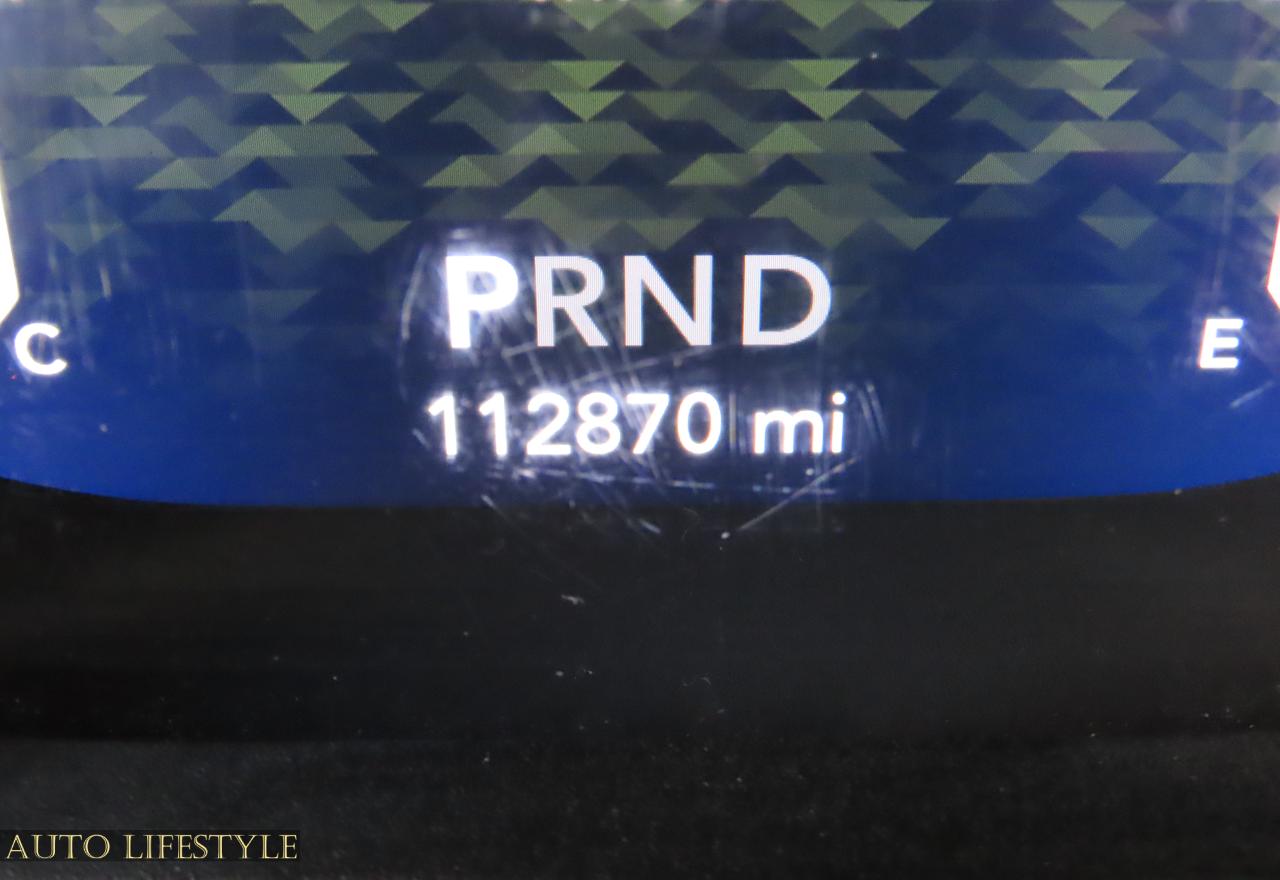 PRND
C
E
112870 mi
AUTO LIFESTYLE